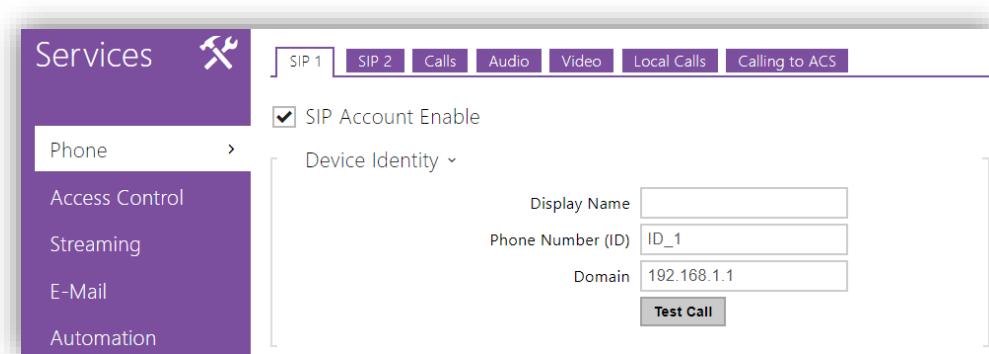 Services
Phone
Access Control
Streaming
E-Mail
Automation
SIP 1 SIP 2 Calls Audio Video Local Calls Calling to ACS
SIP Account Enable
Device Identity
Display Name
Phone Number (ID) ID_1
Domain 192.168.1.1
Test Call